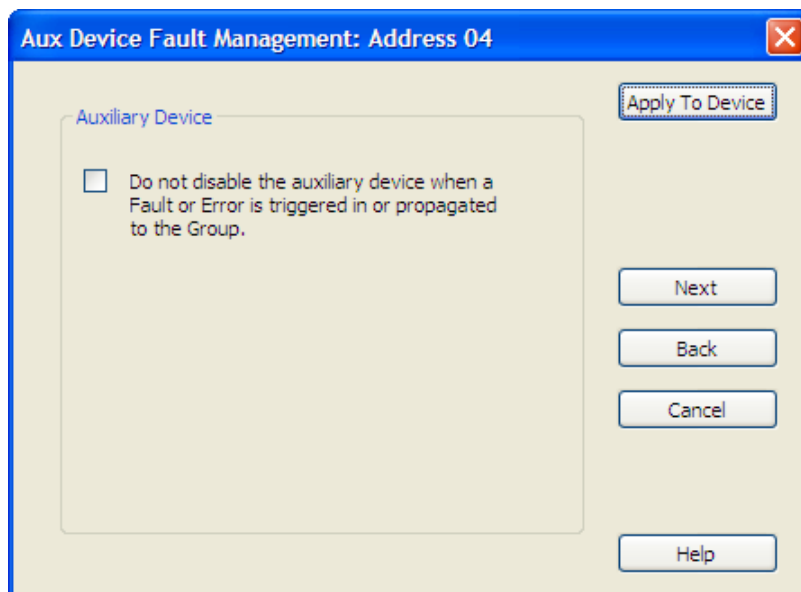 Aux Device Fault Management: Address 04
Apply To Device
Auxiliary Device
Do not disable the auxiliary device when a
Fault or Error is triggered in or propagated
to the Group.
Next
Back
Cancel
Help